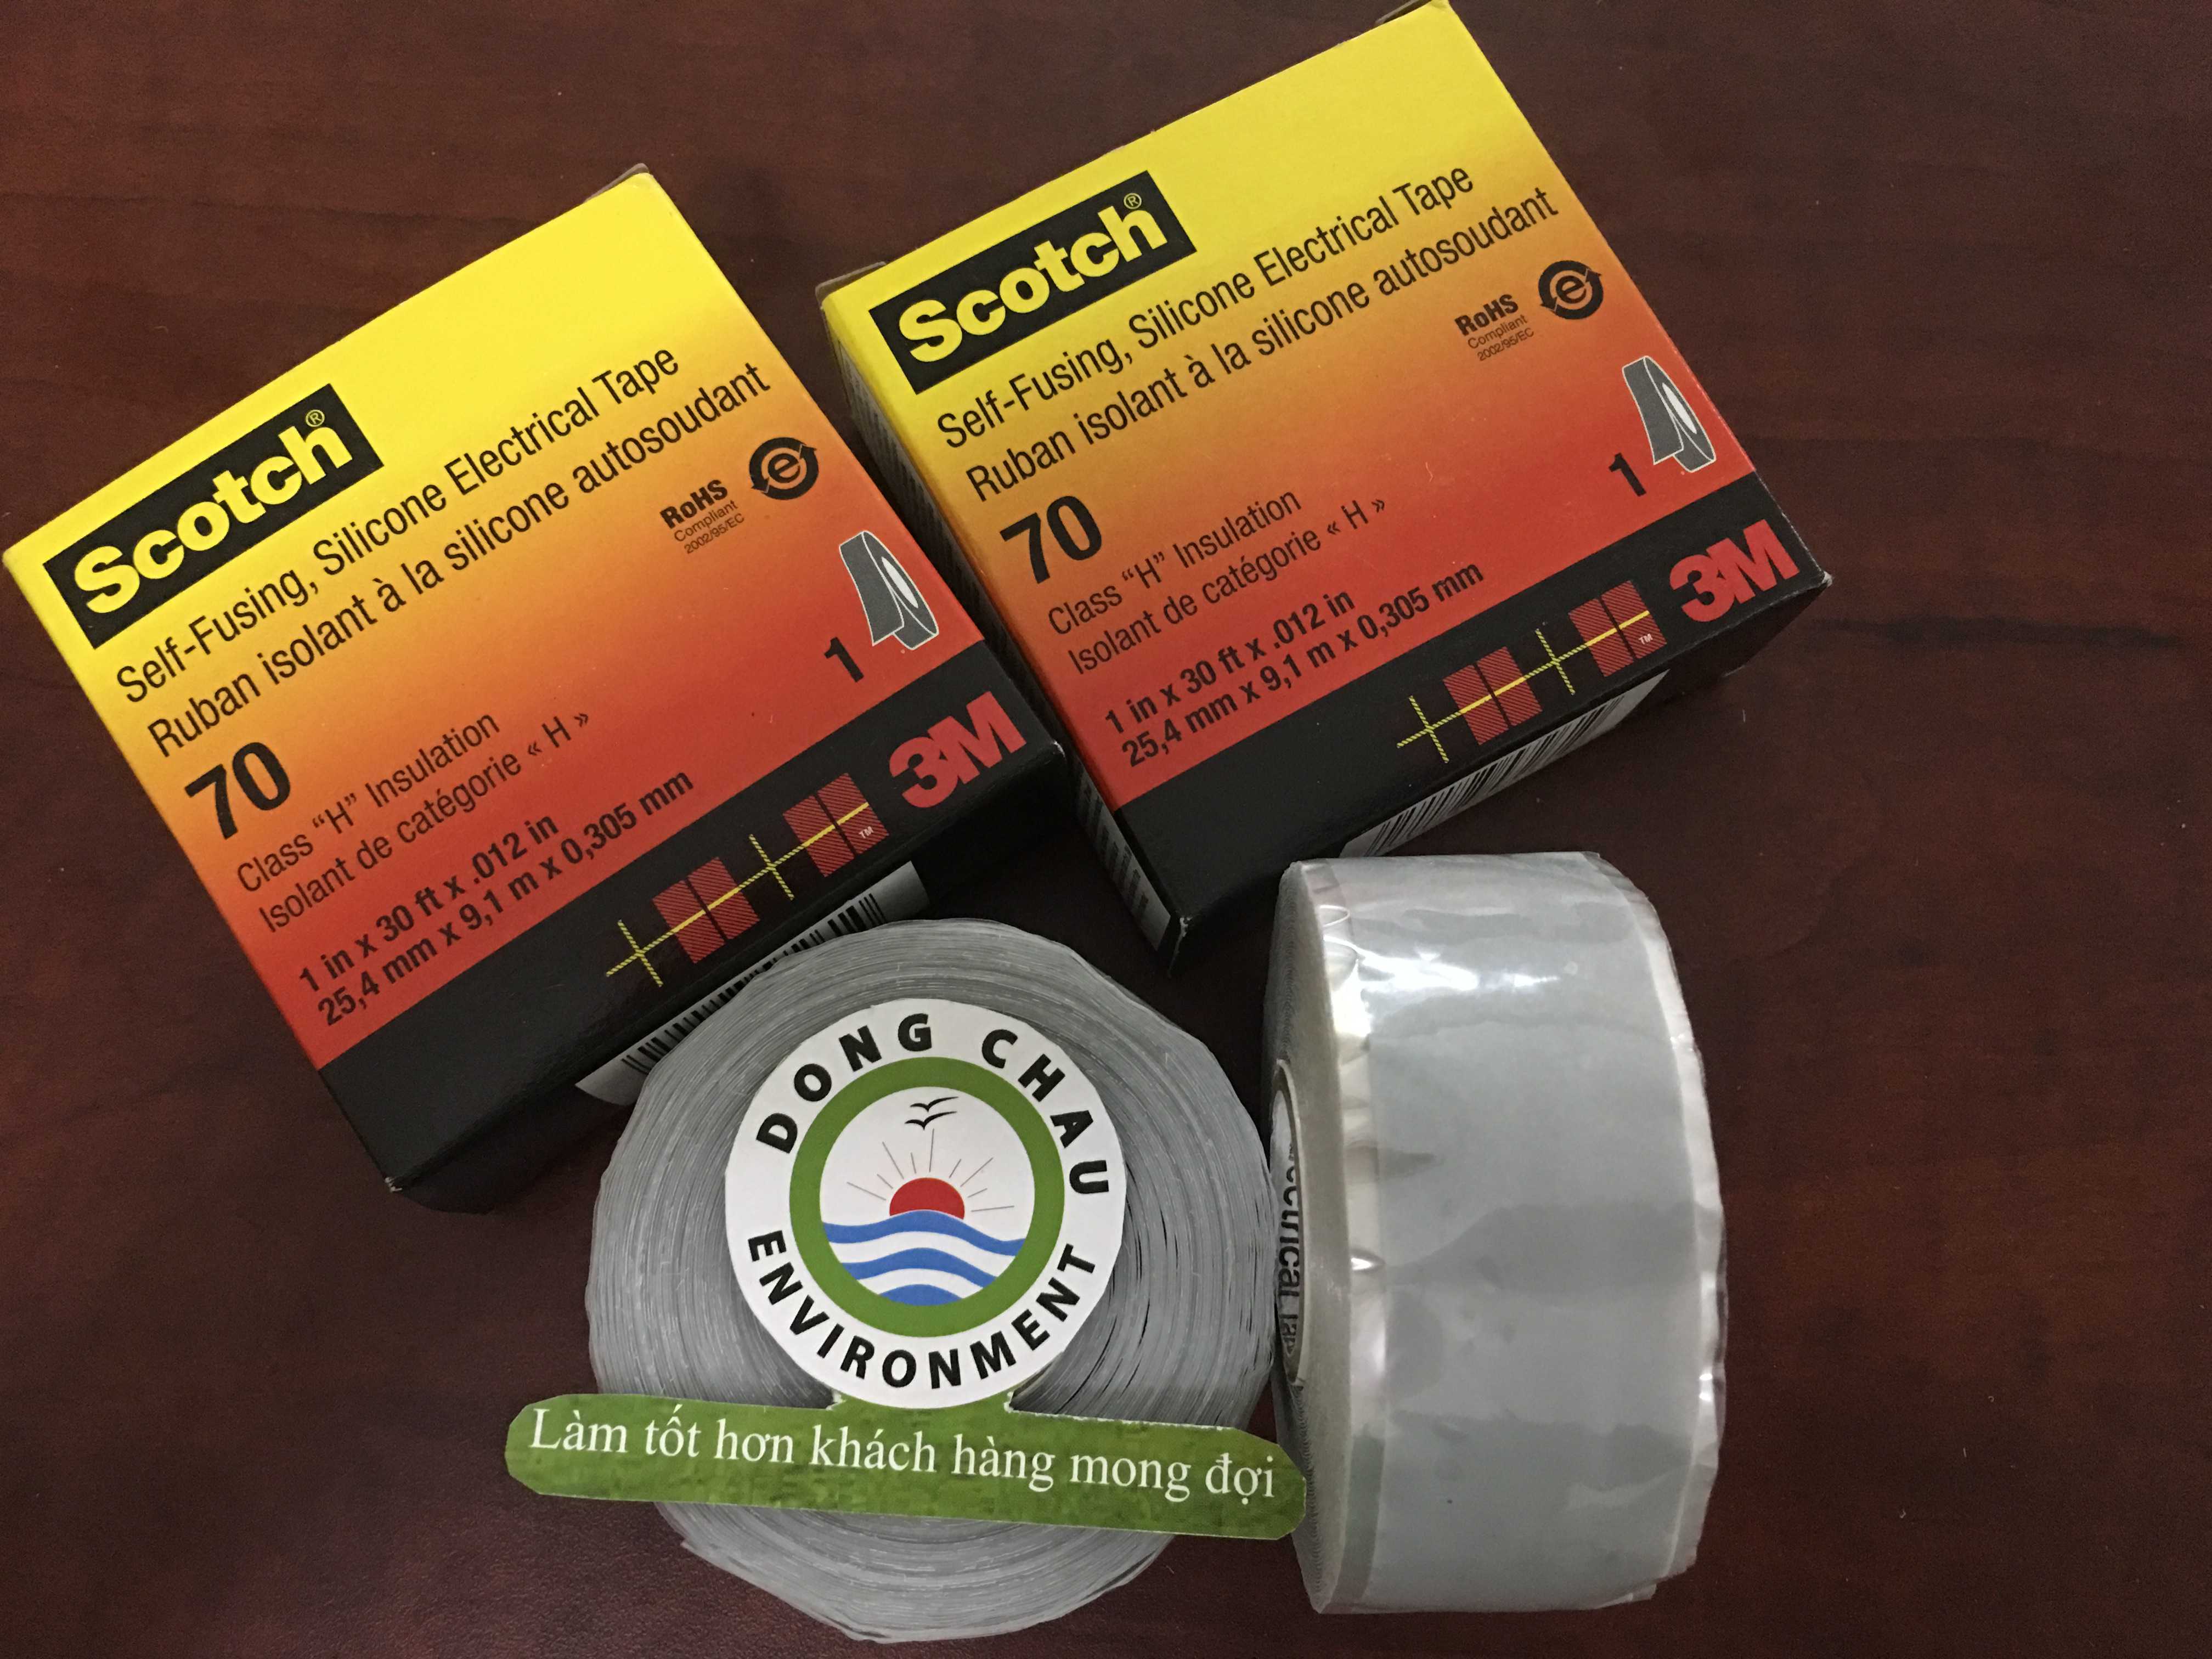 Scotch®
Self-Fusing, Silicone Electrical Tape
Ruban isolant à la silicone autosoudant
70
RoHS
Compliant
2002/95/EC
e
Class “H” Insulation
Isolant de catégorie « H »
1
1 in x 30 ft x .012 in
25,4 mm x 9,1 m x 0,305 mm
TM
3M
Scotch®
Self-Fusing, Silicone Electrical Tape
Ruban isolant à la silicone autosoudant
70
RoHS
Compliant
2002/95/EC
e
Class “H” Insulation
Isolant de catégorie « H »
1
1 in x 30 ft x .012 in
25,4 mm x 9,1 m x 0,305 mm
TM
3M
DONG CHAU
ENVIRONMENT
Làm tốt hơn khách hàng mong đợi